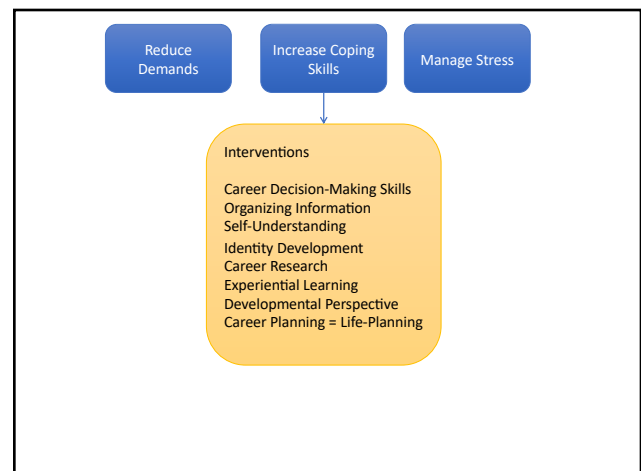 Reduce
Demands
Increase Coping
Skills
Manage Stress
Interventions
Career Decision-Making Skills
Organizing Information
Self-Understanding
Identity Development
Career Research
Experiential Learning
Developmental Perspective
Career Planning = Life-Planning